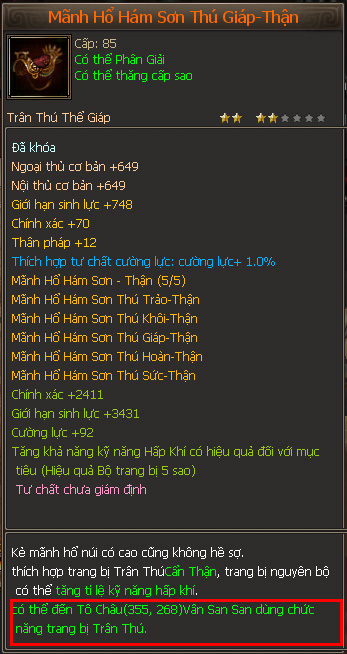 Mãnh Hổ Hám Sơn Thú Giáp-Thận
Cấp: 85
Có thể Phân Giải
Có thể thăng cấp sao
Trân Thú Thể Giáp
Đã khóa
Ngoại thủ cơ bản +649
Nội thủ cơ bản +649
Giới hạn sinh lực +748
Chính xác +70
Thân pháp +12
Thích hợp tư chất cường lực: cường lực+ 1.0%
Mãnh Hổ Hám Sơn - Thận (5/5)
Mãnh Hổ Hám Sơn Thú Trảo-Thận
Mãnh Hổ Hám Sơn Thú Khôi-Thận
Mãnh Hổ Hám Sơn Thú Giáp-Thận
Mãnh Hổ Hám Sơn Thú Hoàn-Thận
Mãnh Hổ Hám Sơn Thú Sức-Thận
Chính xác +2411
Giới hạn sinh lực +3431
Cường lực +92
Tăng khả năng kỹ năng Hấp Khí có hiệu quả đối với mục
tiêu (Hiệu quả Bộ trang bị 5 sao)
Tư chất chưa giám định
Kẻ mãnh hổ núi có cao cũng không hề sợ.
thích hợp trang bị Trân ThúCẩn Thận, trang bị nguyên bộ
có thể tăng tỉ lệ kỹ năng hấp khí.
có thể đến Tô Châu(355, 268)Vân San San dùng chức
năng trang bị Trân Thú.